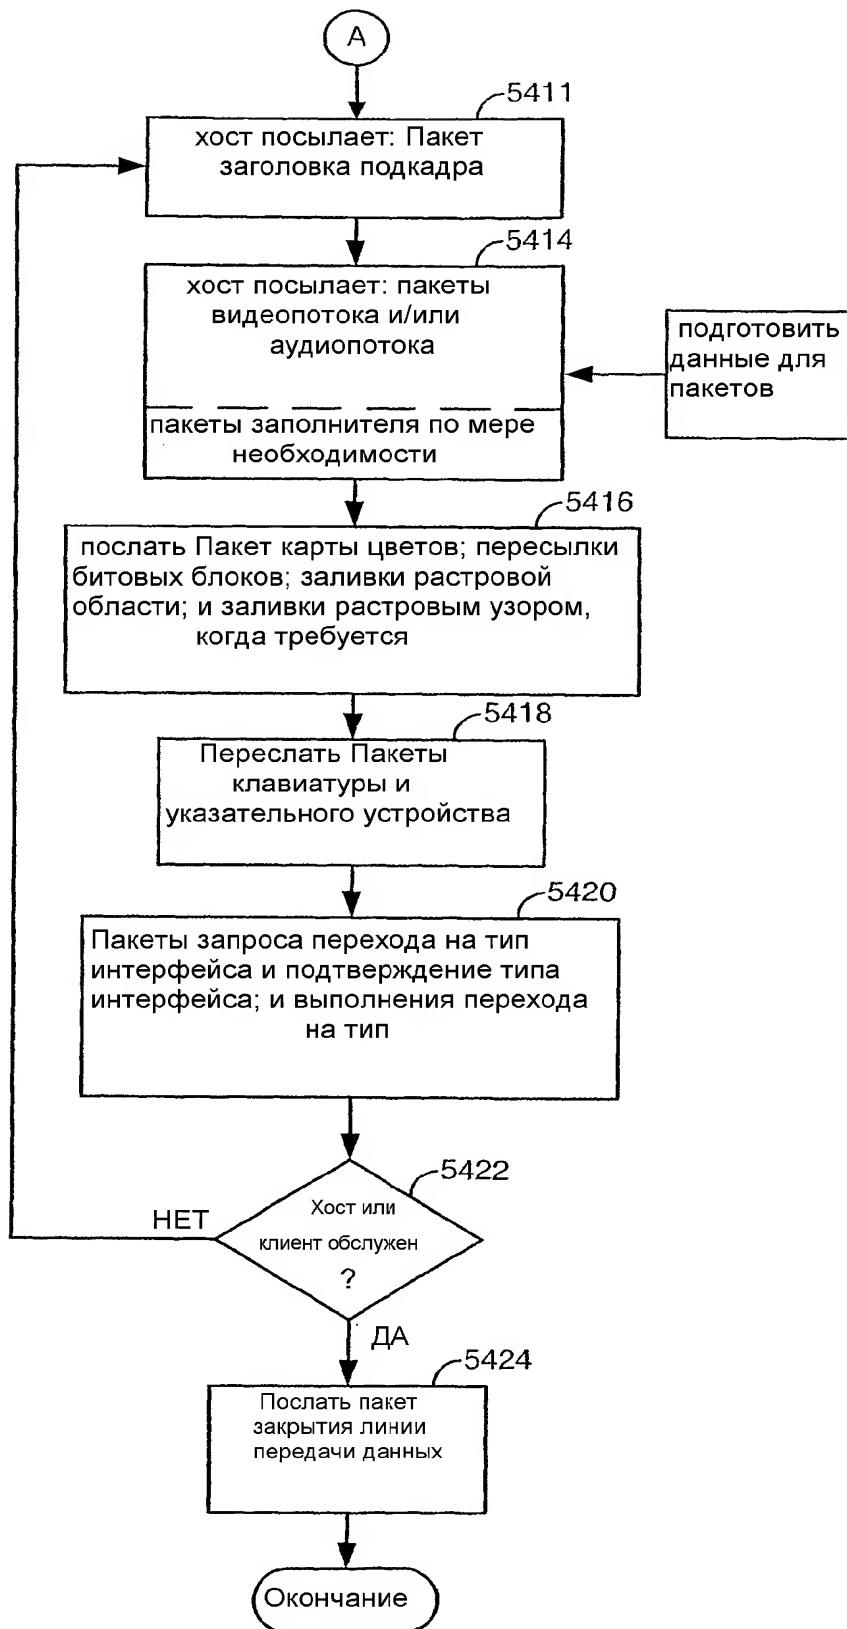 А
5411
хост посылает: Пакет
заголовка подкадра
5414
хост посылает: пакеты
видеопотока и/или
аудиопотока
пакеты заполнителя по мере
необходимости
подготовить
данные для
пакетов
5416
послать Пакет карты цветов; пересылки
битовых блоков; заливки растровой
области; и заливки растровым узором,
когда требуется
5418
Переслать Пакеты
клавиатуры и
указательного устройства
5420
Пакеты запроса перехода на тип
интерфейса и подтверждение типа
интерфейса; и выполнения перехода
на тип
5422
Хост или
клиент обслужен
?
НЕТ
ДА
5424
Послать пакет
закрытия линии
передачи данных
Окончание